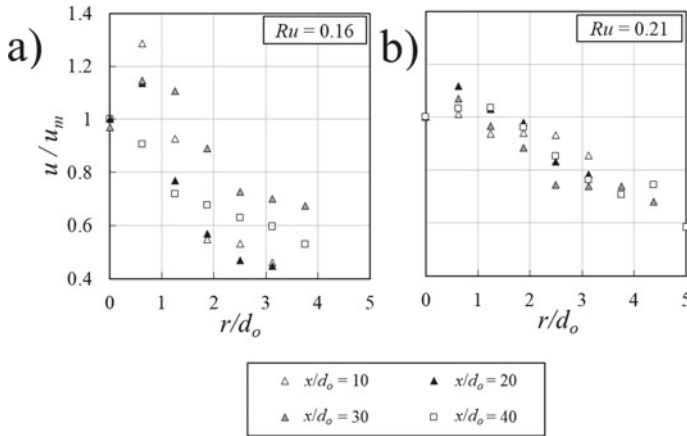 a)
Ru = 0.16
1.4
1.2
1
0.8
0.6
0.4
u / u_m
0 1 2 3 4 5
r/d_o
b)
Ru = 0.21
0 1 2 3 4 5
r/d_o
x/d_o = 10
x/d_o = 20
x/d_o = 30
x/d_o = 40